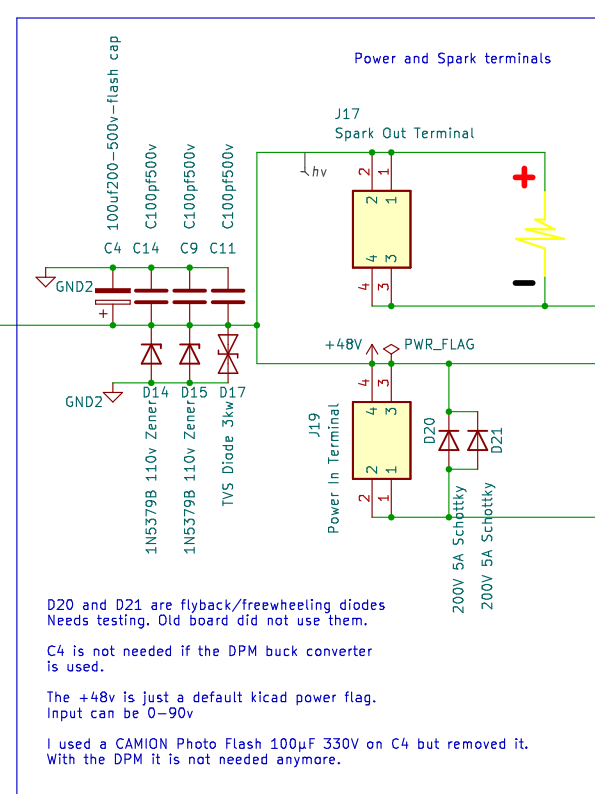 Power and Spark terminals
100uf200-500v-flash cap
C100pf500v
C100pf500v
C100pf500v
C4
C14
C9
C11
GND2
+
J17
Spark Out Terminal
hv
2
1
2
1
4
3
4
3
+48V
PWR_FLAG
GND2
D14
D15
D17
1N5379B 110v Zener
1N5379B 110v Zener
TVS Diode 3kw
J19
Power In Terminal
4
3
4
3
2
1
2
1
D20
D21
200V 5A Schottky
200V 5A Schottky
D20 and D21 are flyback/freewheeling diodes
Needs testing. Old board did not use them.
C4 is not needed if the DPM buck converter
is used.
The +48v is just a default kicad power flag.
Input can be 0-90v
I used a CAMION Photo Flash 100µF 330V on C4 but removed it.
With the DPM it is not needed anymore.